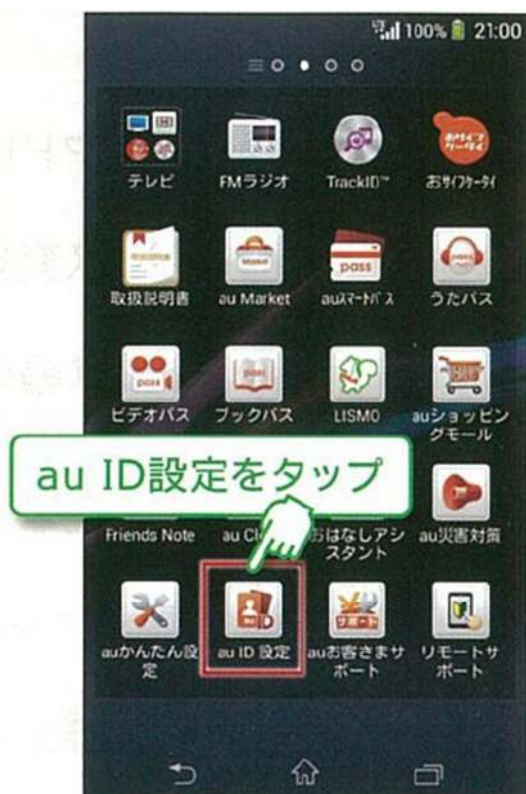 LTE 100% 21:00
テレビ
FMラジオ
TrackID™
おサイフケータイ
取扱説明書
au Market
auスマートパス
うたパス
ビデオパス
ブックパス
LISMO
auショッピングモール
au ID設定をタップ
Friends Note
au Cl
おはなしアシスタント
au災害対策
auかんたん設定
au ID 設定
auお客さまサポート
リモートサポート